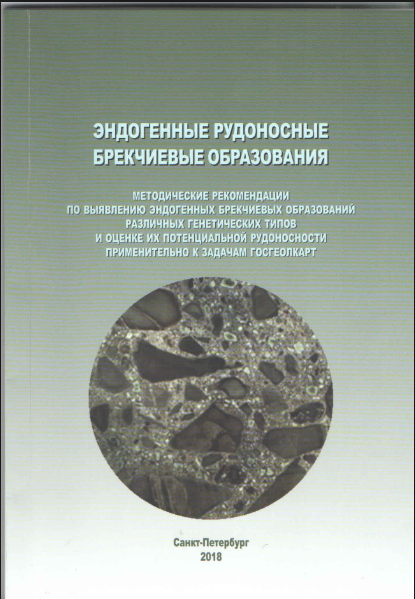 ЭНДОГЕННЫЕ РУДОНОСНЫЕ
БРЕКЧИЕВЫЕ ОБРАЗОВАНИЯ
МЕТОДИЧЕСКИЕ РЕКОМЕНДАЦИИ
ПО ВЫЯВЛЕНИЮ ЭНДОГЕННЫХ БРЕКЧИЕВЫХ ОБРАЗОВАНИЙ
РАЗЛИЧНЫХ ГЕНЕТИЧЕСКИХ ТИПОВ
И ОЦЕНКЕ ИХ ПОТЕНЦИАЛЬНОЙ РУДОНОСНОСТИ
ПРИМЕНИТЕЛЬНО К ЗАДАЧАМ ГОСГЕОЛКАРТ
Санкт-Петербург
2018